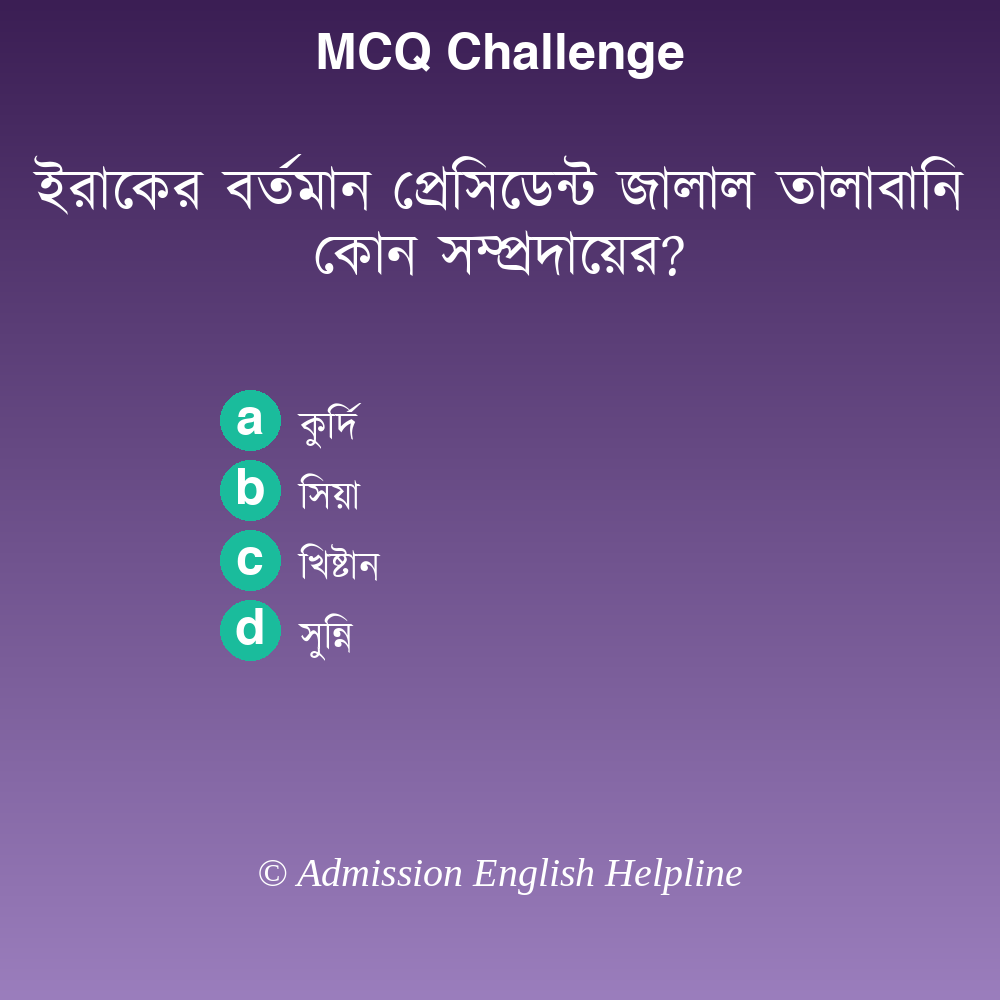 MCQ Challenge
ইরাকের বর্তমান প্রেসিডেন্ট জালাল তালাবানি
কোন সম্প্রদায়ের?
a কুর্দি
b সিয়া
c খিষ্টান
d সুন্নি
© Admission English Helpline